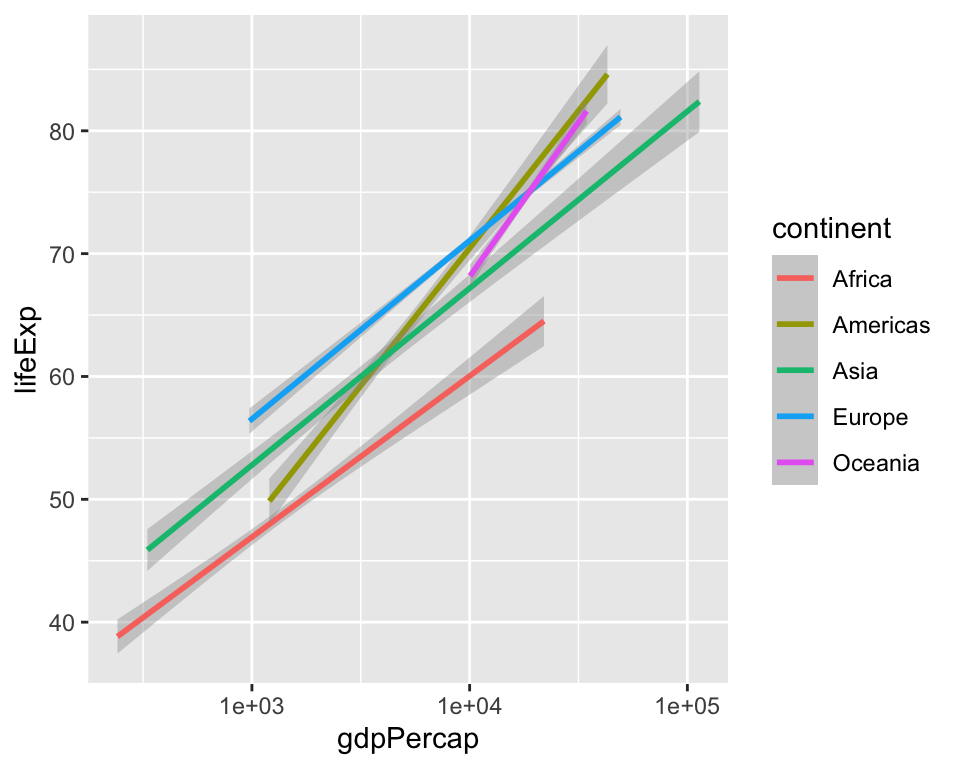 80
70
60
50
40
lifeExp
1e+03 1e+04 1e+05
gdpPercap
continent
Africa
Americas
Asia
Europe
Oceania